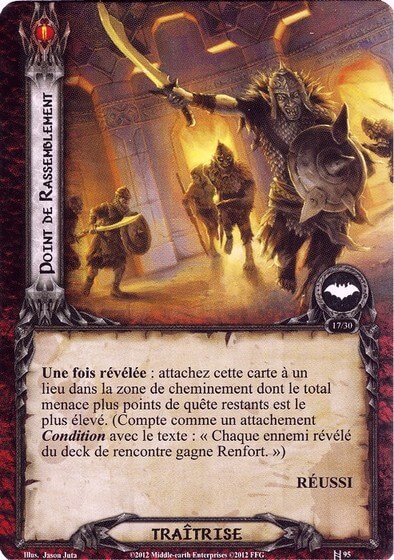 POINT DE RASSEMBLEMENT
17/30
Une fois révélée : attachez cette carte à un
lieu dans la zone de cheminement dont le total
menace plus points de quête restants est le
plus élevé. (Compte comme un attachement
Condition avec le texte : « Chaque ennemi révélé
du deck de rencontre gagne Renfort. »)
RÉUSSI
TRAÎTRISE
Illus. Jason Juta
©2012 Middle-earth Enterprises ©2012 FFG
95